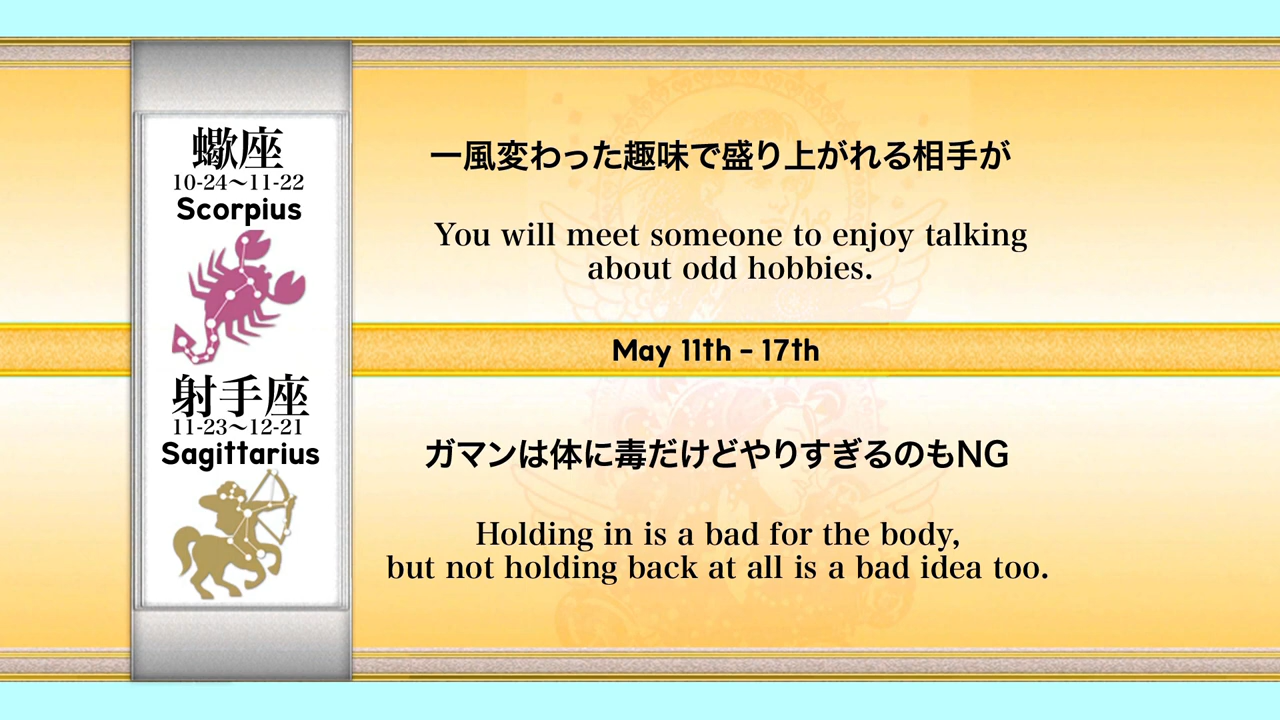 蠍座
10-24～11-22
Scorpius
一風変わった趣味で盛り上がれる相手が
You will meet someone to enjoy talking
about odd hobbies.
May 11th - 17th
射手座
11-23～12-21
Sagittarius
ガマンは体に毒だけどやりすぎるのもNG
Holding in is a bad for the body,
but not holding back at all is a bad idea too.